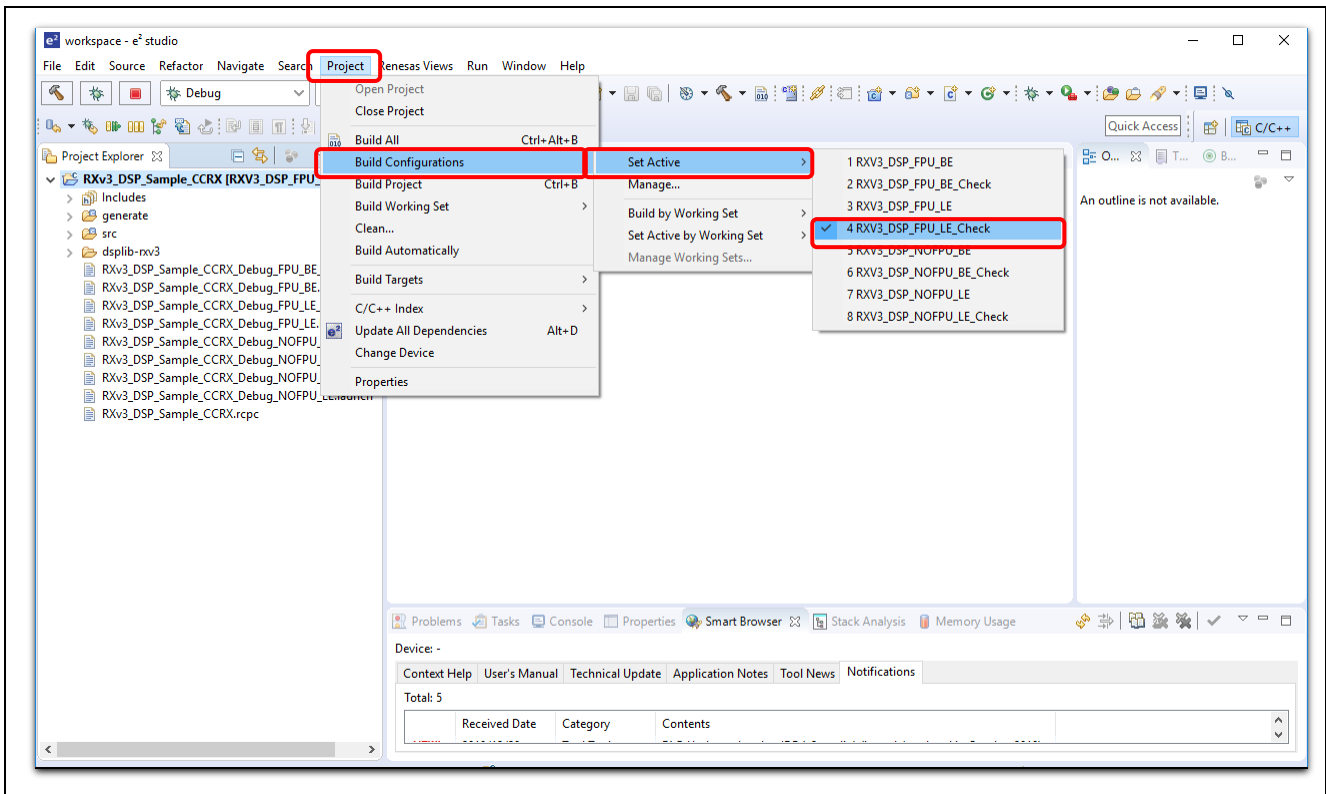 workspace - e² studio
File Edit Source Refactor Navigate Search Project Renesas Views Run Window Help
Debug
Quick Access
C/C++
Project Explorer
RXv3_DSP_Sample_CCRX [RXV3_DSP_FPU_
Includes
generate
src
dsplib-rxv3
RXv3_DSP_Sample_CCRX_Debug_FPU_BE_
RXv3_DSP_Sample_CCRX_Debug_FPU_BE.
RXv3_DSP_Sample_CCRX_Debug_FPU_LE_
RXv3_DSP_Sample_CCRX_Debug_FPU_LE.
RXv3_DSP_Sample_CCRX_Debug_NOFPU_
RXv3_DSP_Sample_CCRX_Debug_NOFPU_
RXv3_DSP_Sample_CCRX_Debug_NOFPU_
RXv3_DSP_Sample_CCRX_Debug_NOFPU_LE.launch
RXv3_DSP_Sample_CCRX.rcpc
Open Project
Close Project
Build All Ctrl+Alt+B
Build Configurations
Build Project Ctrl+B
Build Working Set
Clean...
Build Automatically
Build Targets
C/C++ Index
Update All Dependencies Alt+D
Change Device
Properties
Set Active
Manage...
Build by Working Set
Set Active by Working Set
Manage Working Sets...
1 RXV3_DSP_FPU_BE
2 RXV3_DSP_FPU_BE_Check
3 RXV3_DSP_FPU_LE
4 RXV3_DSP_FPU_LE_Check
5 RXV3_DSP_NOFPU_BE
6 RXV3_DSP_NOFPU_BE_Check
7 RXV3_DSP_NOFPU_LE
8 RXV3_DSP_NOFPU_LE_Check
O... T... B...
An outline is not available.
Problems Tasks Console Properties Smart Browser Stack Analysis Memory Usage
Device: -
Context Help User's Manual Technical Update Application Notes Tool News Notifications
Total: 5
Received Date Category Contents